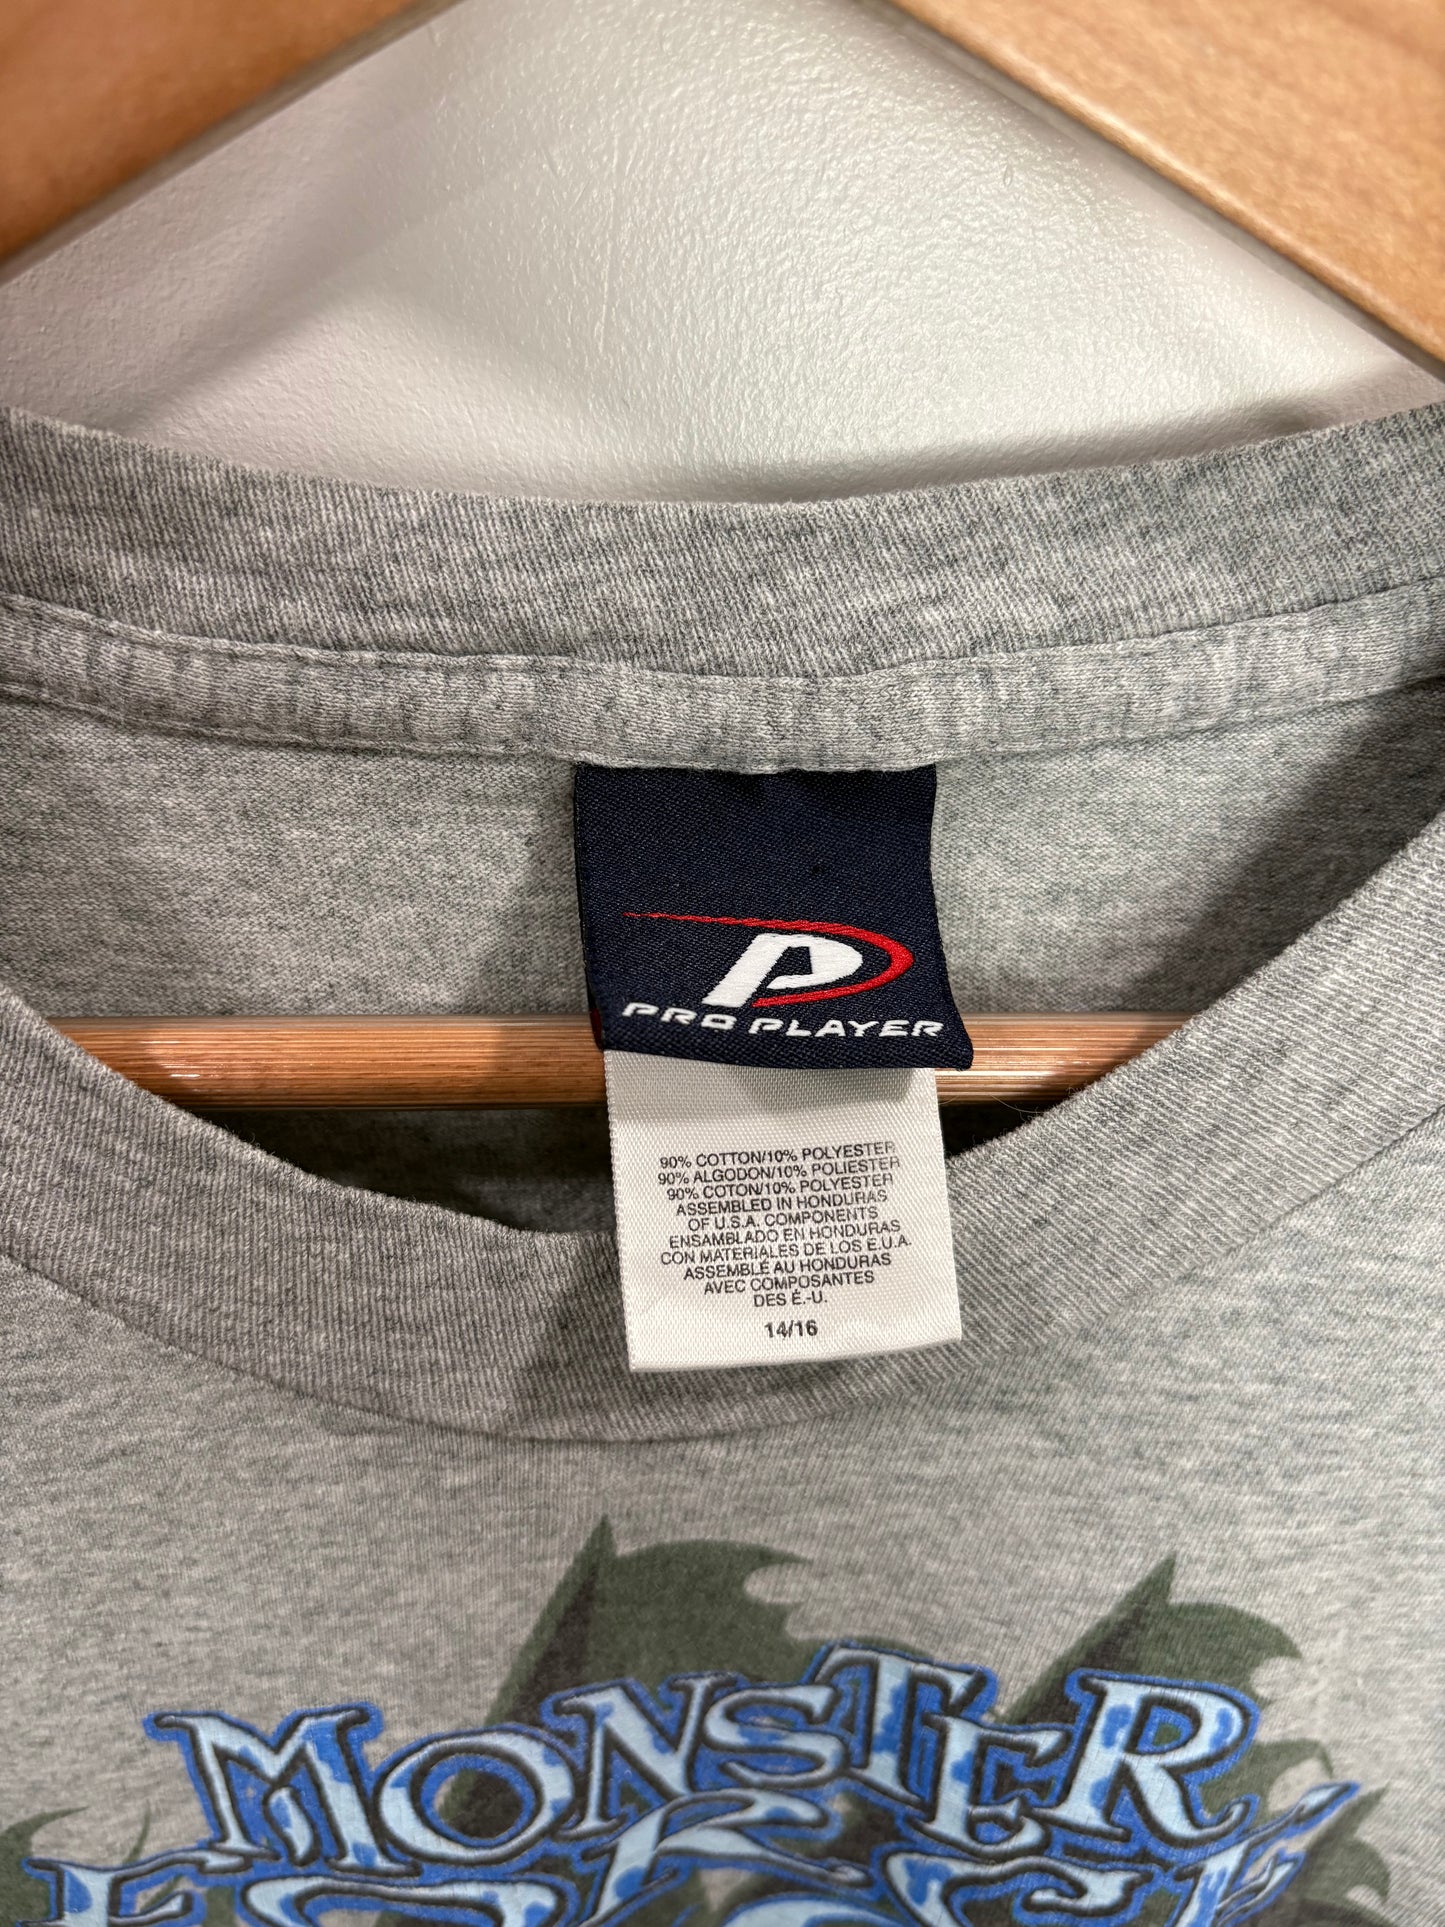 P
PRO PLAYER
90% COTTON/10% POLYESTER
90% ALGODON/10% POLIESTER
90% COTON/10% POLYESTER
ASSEMBLED IN HONDURAS
OF U.S.A. COMPONENTS
ENSAMBLADO EN HONDURAS
CON MATERIALES DE LOS E.U.A.
ASSEMBLÉ AU HONDURAS
AVEC COMPOSANTES
DES É.-U.
14/16
MONSTER